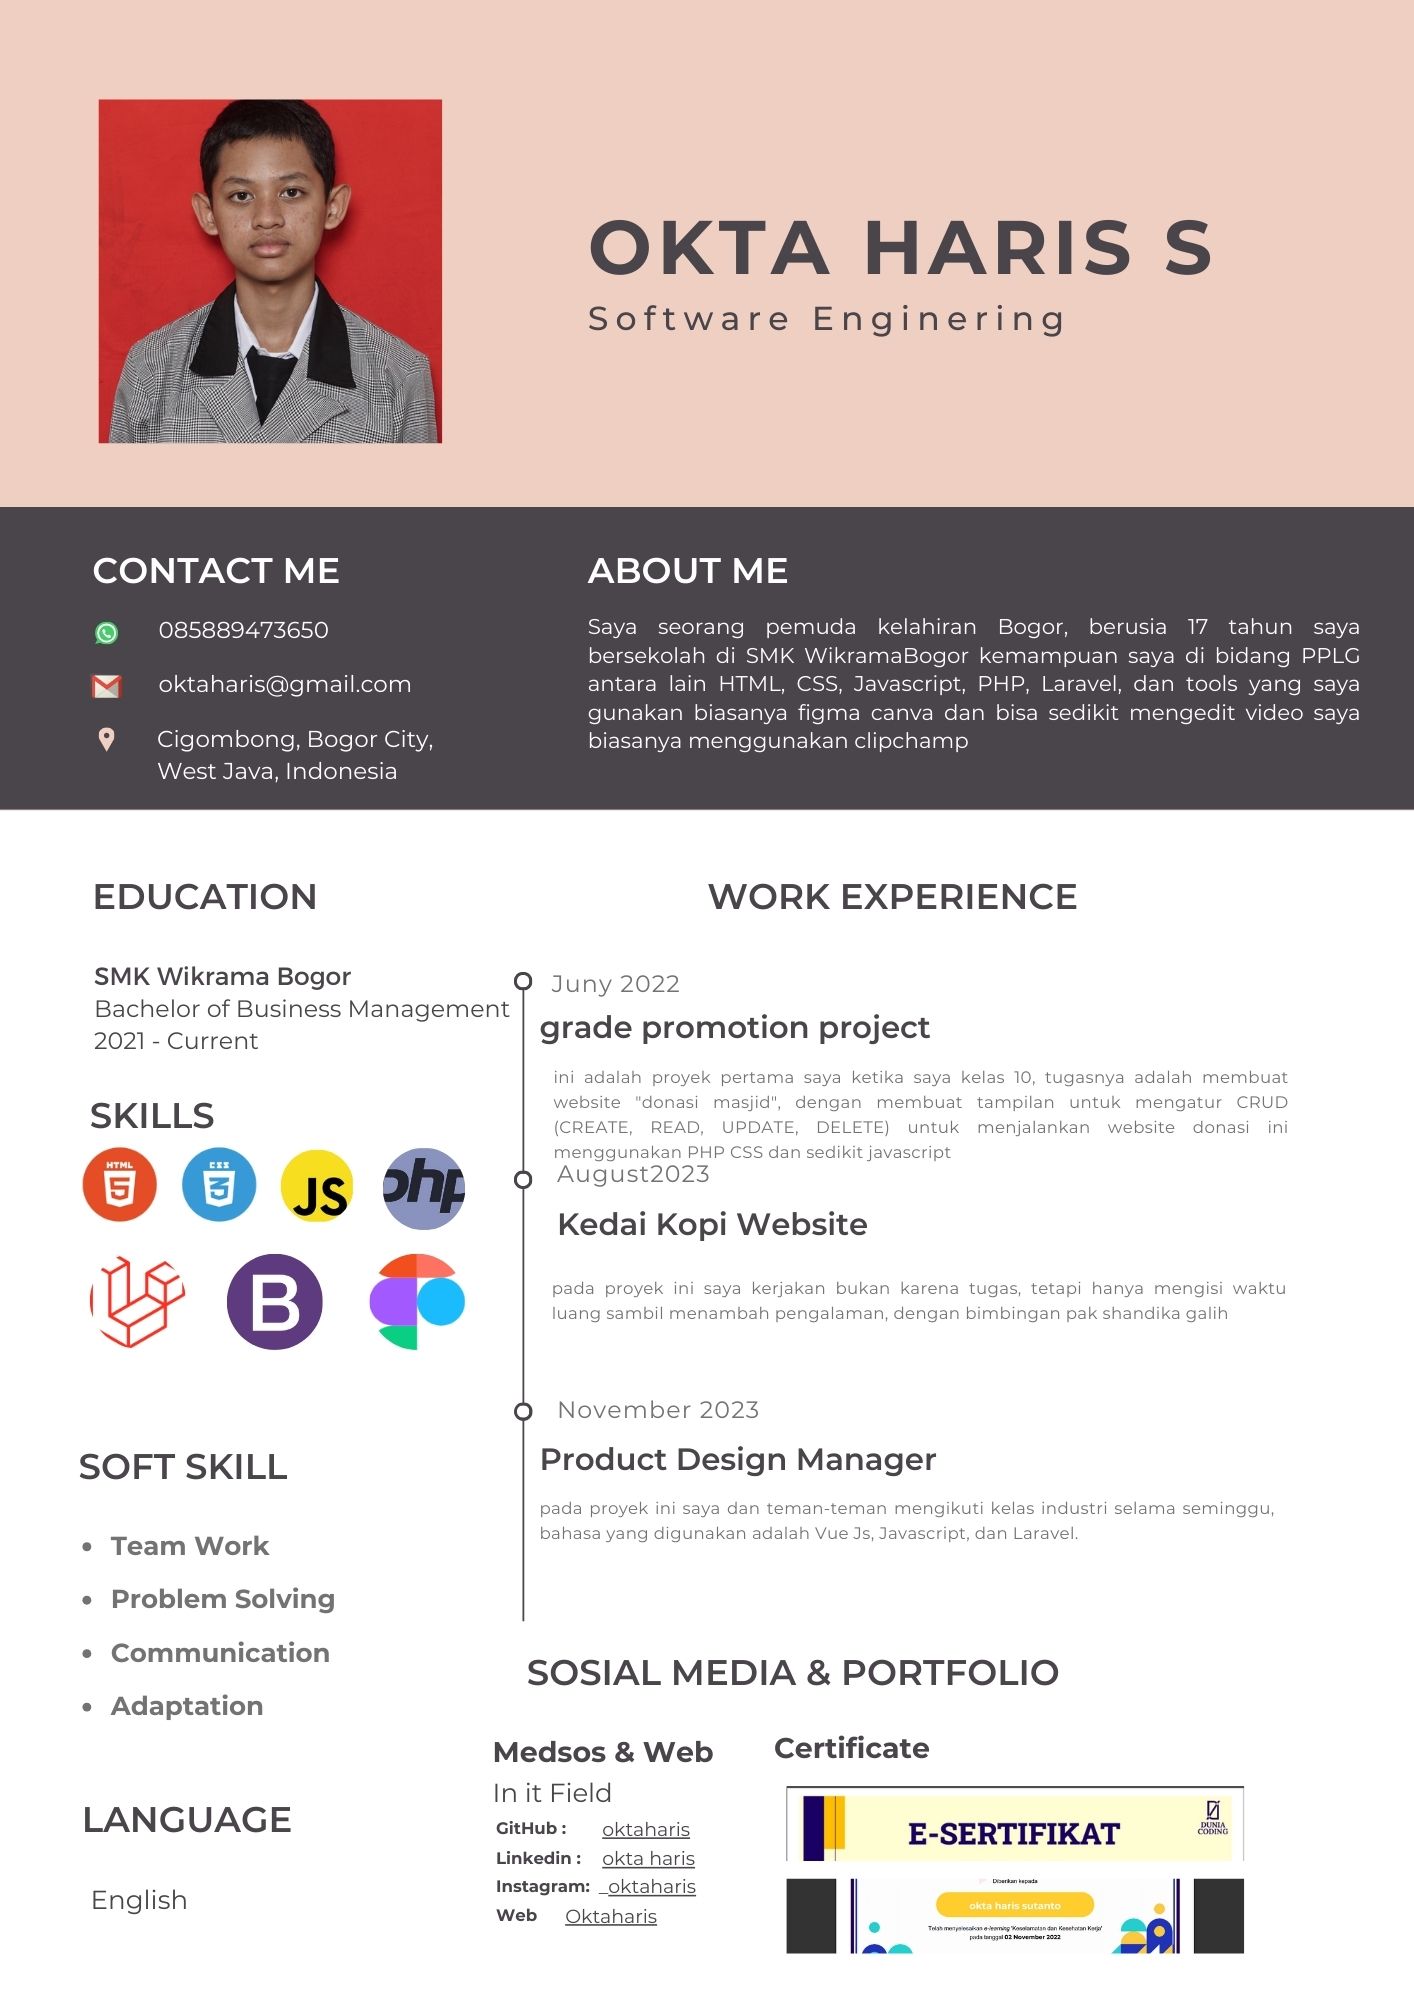 OKTA HARIS S
Software Enginering
CONTACT ME
085889473650
oktaharis@gmail.com
Cigombong, Bogor City,
West Java, Indonesia
ABOUT ME
Saya seorang pemuda kelahiran Bogor, berusia 17 tahun saya
bersekolah di SMK WikramaBogor kemampuan saya di bidang PPLG
antara lain HTML, CSS, Javascript, PHP, Laravel, dan tools yang saya
gunakan biasanya figma canva dan bisa sedikit mengedit video saya
biasanya menggunakan clipchamp
EDUCATION
SMK Wikrama Bogor
Bachelor of Business Management
2021 - Current
SKILLS
HTML
5
CSS
3
JS
php
B
SOFT SKILL
• Team Work
• Problem Solving
• Communication
• Adaptation
LANGUAGE
English
WORK EXPERIENCE
Juny 2022
grade promotion project
ini adalah proyek pertama saya ketika saya kelas 10, tugasnya adalah membuat
website "donasi masjid", dengan membuat tampilan untuk mengatur CRUD
(CREATE, READ, UPDATE, DELETE) untuk menjalankan website donasi ini
menggunakan PHP CSS dan sedikit javascript
August2023
Kedai Kopi Website
pada proyek ini saya kerjakan bukan karena tugas, tetapi hanya mengisi waktu
luang sambil menambah pengalaman, dengan bimbingan pak shandika galih
November 2023
Product Design Manager
pada proyek ini saya dan teman-teman mengikuti kelas industri selama seminggu,
bahasa yang digunakan adalah Vue Js, Javascript, dan Laravel.
SOSIAL MEDIA & PORTFOLIO
Medsos & Web
In it Field
GitHub : oktaharis
Linkedin : okta haris
Instagram: _oktaharis
Web Oktaharis
Certificate
E-SERTIFIKAT
DUNIA
CODING
Diberikan kepada
okta haris sutanto
Telah menyelesaikan e-learning 'Keselamatan dan Kesehatan Kerja'
pada tanggal 02 November 2022